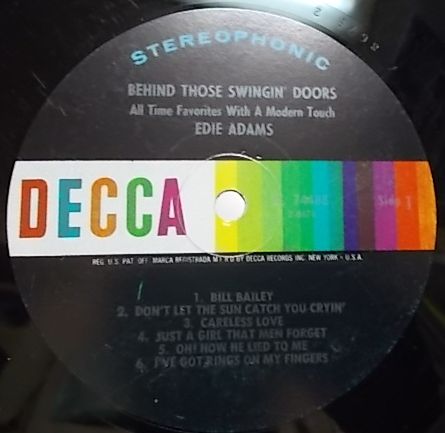 STEREOPHONIC
BEHIND THOSE SWINGIN' DOORS
All Time Favorites With A Modern Touch
EDIE ADAMS
DECCA
Side 1
REG. U.S. PAT. OFF. MARCA REGISTRADA BY DECCA RECORDS INC. NEW YORK - U.S.A.
1. BILL BAILEY
2. DON'T LET THE SUN CATCH YOU CRYIN'
3. CARELESS LOVE
4. JUST A GIRL THAT MEN FORGET
5. OH! NOW HE LIED TO ME
6. I'VE GOT RINGS ON MY FINGERS